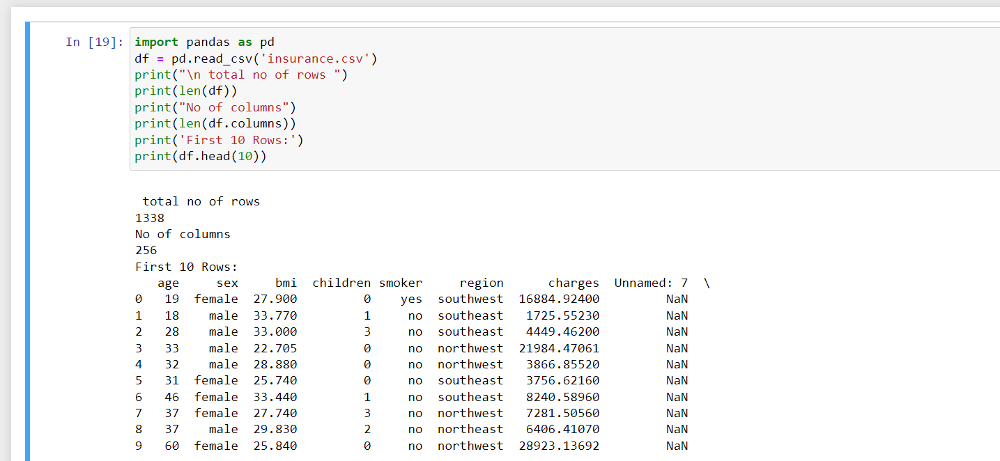 In [19]: import pandas as pd
df = pd.read_csv('insurance.csv')
print("\n total no of rows ")
print(len(df))
print("No of columns")
print(len(df.columns))
print('First 10 Rows:')
print(df.head(10))
total no of rows
1338
No of columns
256
First 10 Rows:
age sex bmi children smoker region charges Unnamed: 7 \
0 19 female 27.900 0 yes southwest 16884.92400 NaN
1 18 male 33.770 1 no southeast 1725.55230 NaN
2 28 male 33.000 3 no southeast 4449.46200 NaN
3 33 male 22.705 0 no northwest 21984.47061 NaN
4 32 male 28.880 0 no northwest 3866.85520 NaN
5 31 female 25.740 0 no southeast 3756.62160 NaN
6 46 female 33.440 1 no southeast 8240.58960 NaN
7 37 female 27.740 3 no northwest 7281.50560 NaN
8 37 male 29.830 2 no northeast 6406.41070 NaN
9 60 female 25.840 0 no northwest 28923.13692 NaN